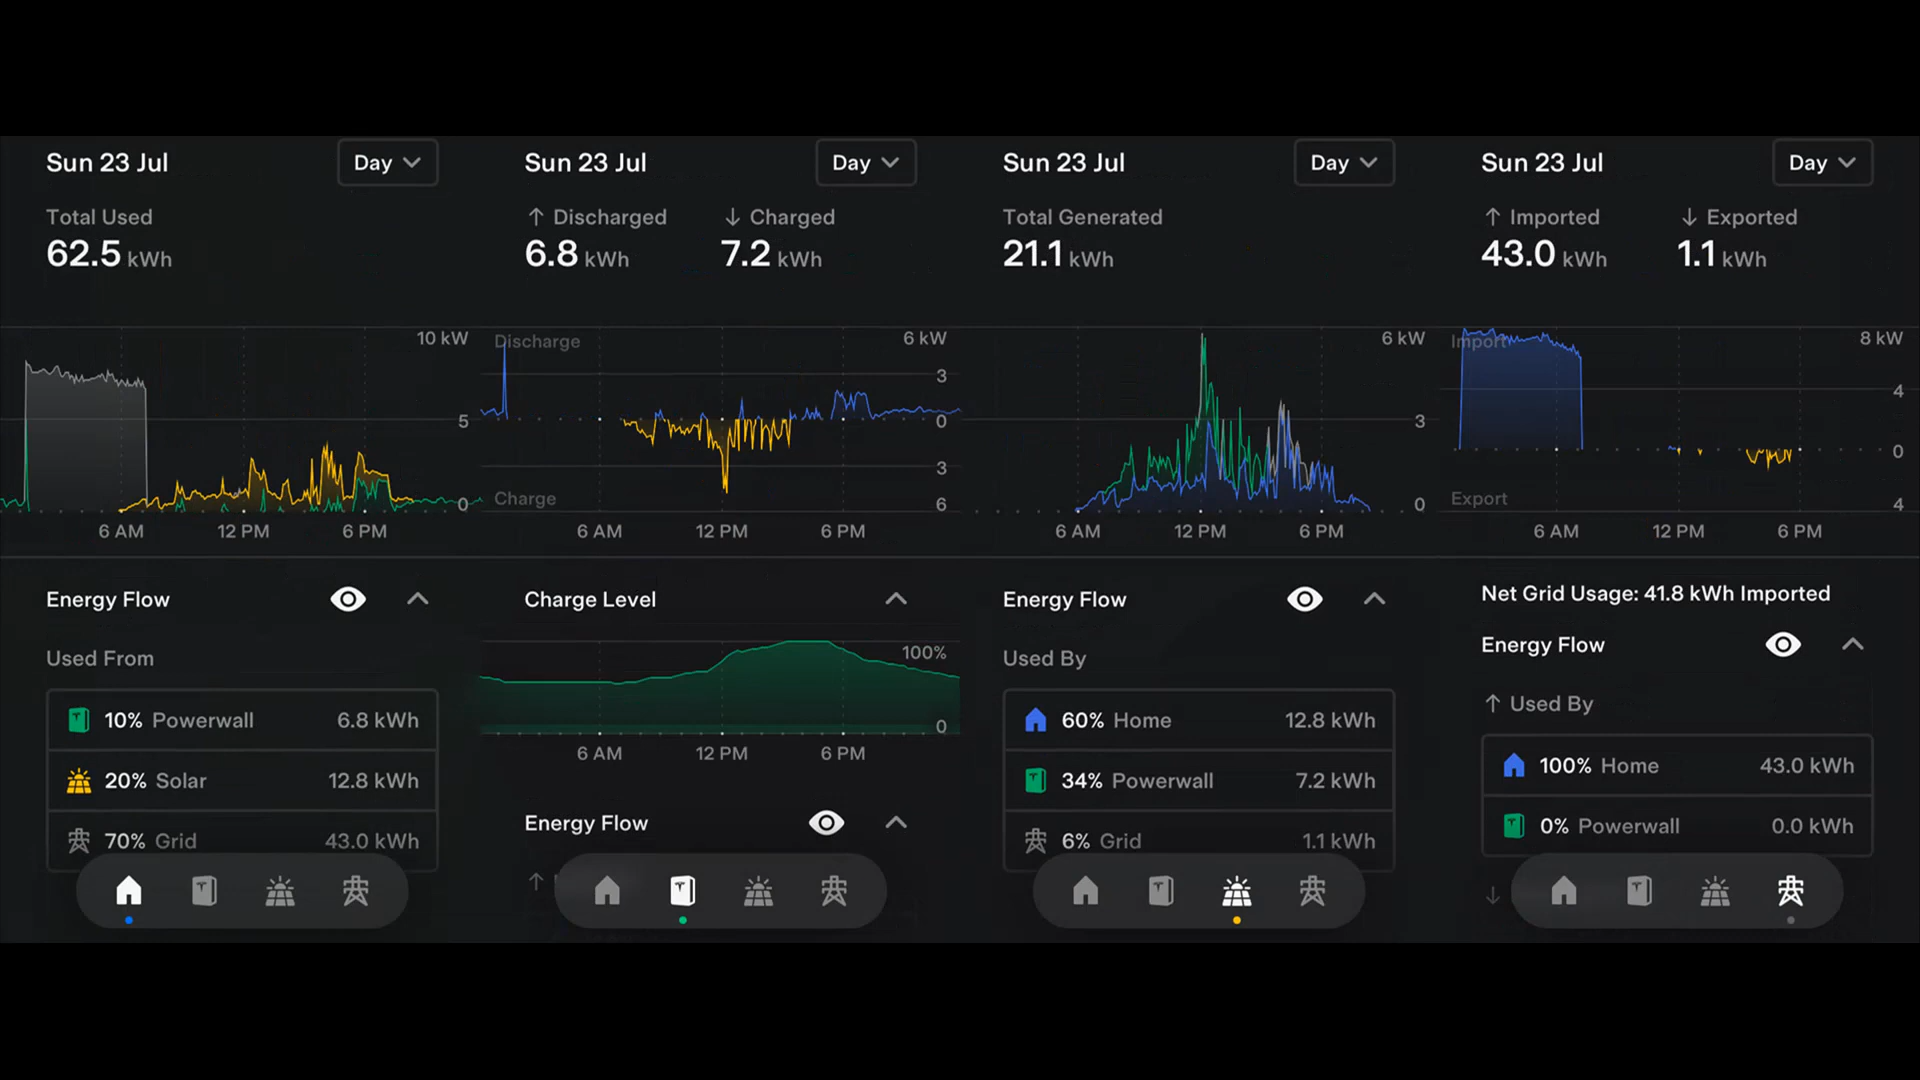 Sun 23 Jul
Day
Total Used
62.5 kWh
10 kW
5
0
6 AM 12 PM 6 PM
Energy Flow
Used From
10% Powerwall 6.8 kWh
20% Solar 12.8 kWh
70% Grid 43.0 kWh
Sun 23 Jul
Day
↑ Discharged ↓ Charged
6.8 kWh 7.2 kWh
Discharge
6 kW
3
0
3
Charge
6
6 AM 12 PM 6 PM
Charge Level
100%
0
6 AM 12 PM 6 PM
Energy Flow
Sun 23 Jul
Day
Total Generated
21.1 kWh
6 kW
3
0
6 AM 12 PM 6 PM
Energy Flow
Used By
60% Home 12.8 kWh
34% Powerwall 7.2 kWh
6% Grid 1.1 kWh
Sun 23 Jul
Day
↑ Imported ↓ Exported
43.0 kWh 1.1 kWh
Import
8 kW
4
0
Export
4
6 AM 12 PM 6 PM
Net Grid Usage: 41.8 kWh Imported
Energy Flow
↑ Used By
100% Home 43.0 kWh
0% Powerwall 0.0 kWh